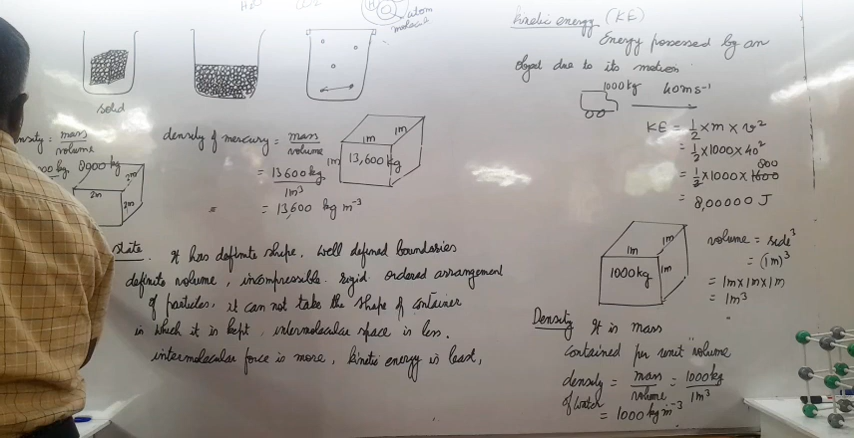 H2O
atom
molecule
solid
density = mass
volume
8900 kg
2m
2m
density of mercury = mass
volume
= 13600 kg
1m³
= = 13,600 kg m⁻³
1m
1m
1m
13,600 kg
state. It has definite shape, well defined boundaries
definite volume, incompressible. rigid. ordered arrangement
of particles, it can not take the shape of container
in which it is kept, intermolecular space is less.
intermolecular force is more, kinetic energy is least,
kinetic energy (KE)
Energy possessed by an
object due to its motion
1000kg 40ms⁻¹
KE = 1/2 × m × v²
= 1/2 × 1000 × 40²
800
= 1/2 × 1000 × 1600
= 8,00000 J
1m
1m
1m
1000kg
volume = side³
= (1m)³
= 1m × 1m × 1m
= 1m³
Density It is mass
contained per unit volume
density = mass = 1000kg
of water volume 1m³
= 1000 kg m⁻³